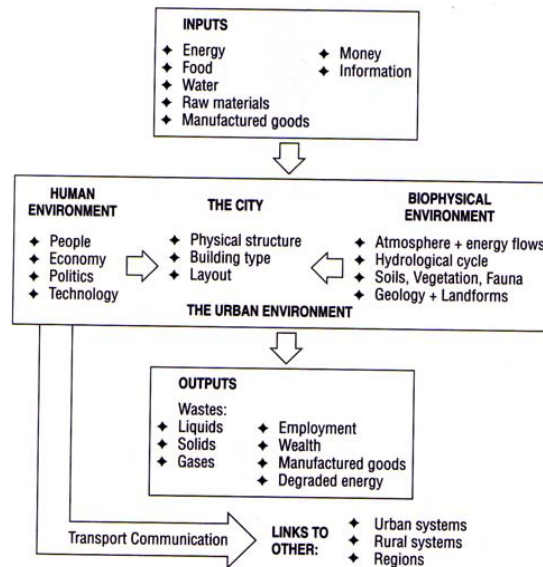 INPUTS
✦ Energy
✦ Food
✦ Water
✦ Raw materials
✦ Manufactured goods
✦ Money
✦ Information
HUMAN
ENVIRONMENT
✦ People
✦ Economy
✦ Politics
✦ Technology
THE CITY
✦ Physical structure
✦ Building type
✦ Layout
BIOPHYSICAL
ENVIRONMENT
✦ Atmosphere + energy flows
✦ Hydrological cycle
✦ Soils, Vegetation, Fauna
✦ Geology + Landforms
THE URBAN ENVIRONMENT
OUTPUTS
Wastes:
✦ Liquids
✦ Solids
✦ Gases
✦ Employment
✦ Wealth
✦ Manufactured goods
✦ Degraded energy
Transport Communication
LINKS TO
OTHER:
✦ Urban systems
✦ Rural systems
✦ Regions